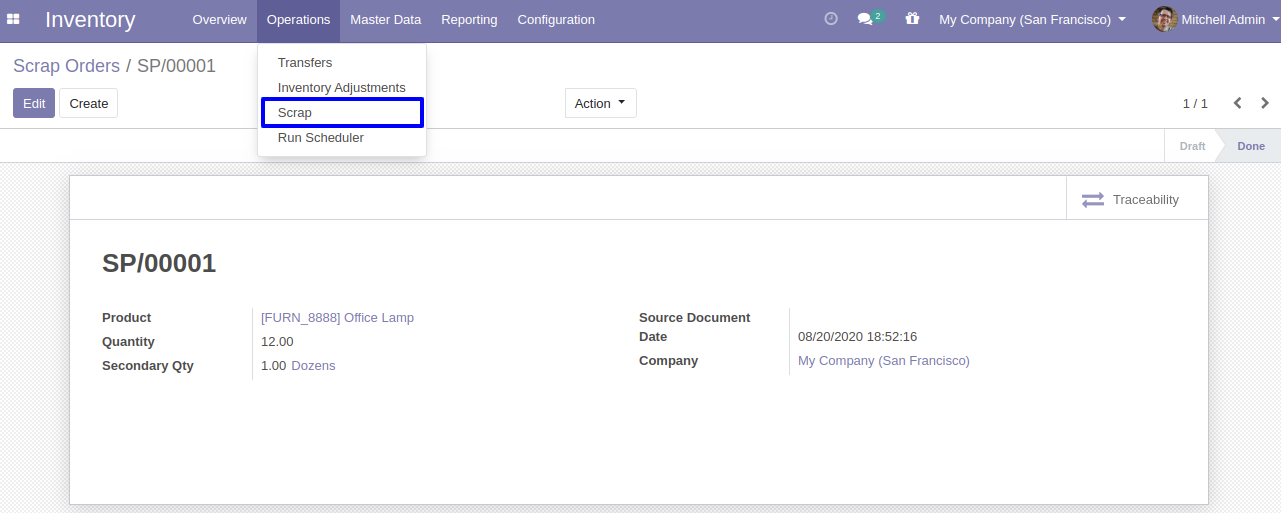 Inventory Overview Operations Master Data Reporting Configuration 2 My Company (San Francisco) Mitchell Admin
Scrap Orders / SP/00001
Transfers
Inventory Adjustments
Scrap
Run Scheduler
Edit Create Action 1 / 1
Draft Done
Traceability
SP/00001
Product [FURN_8888] Office Lamp
Quantity 12.00
Secondary Qty 1.00 Dozens
Source Document
Date 08/20/2020 18:52:16
Company My Company (San Francisco)